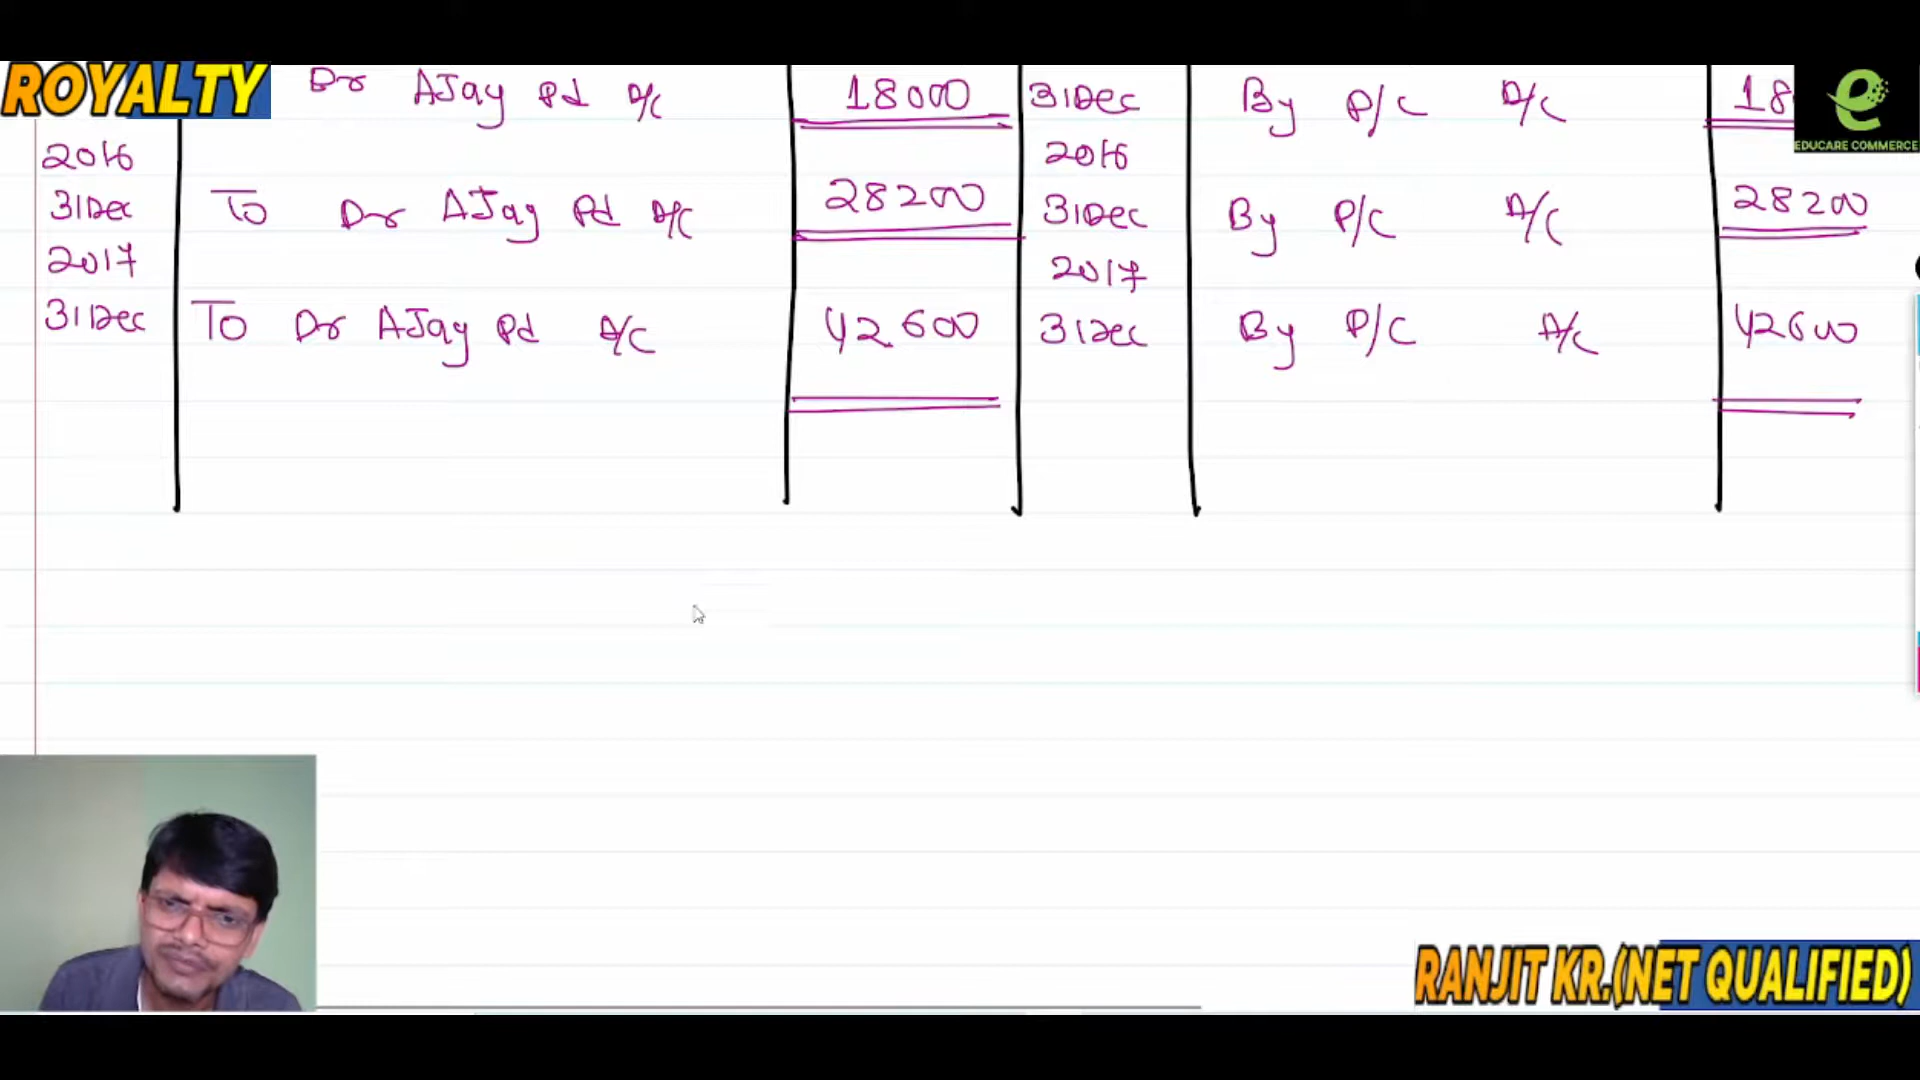 ROYALTY
Dr AJay Pd A/C 18000 31Dec By P/C A/C 18
EDUCARE COMMERCE
2016 2016
31Dec To Dr AJay Pd A/C 28200 31Dec By P/C A/C 28200
2017 2017
31Dec To Dr AJay Pd A/C 42600 31Dec By P/C A/C 42600
RANJIT KR.(NET QUALIFIED)